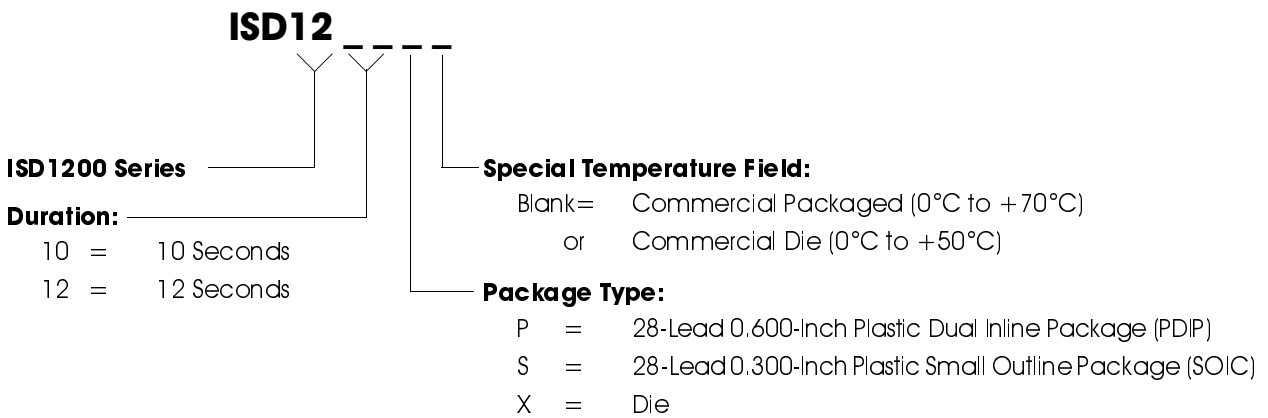 ISD12 _ _ _ _
ISD1200 Series
Duration:
10 = 10 Seconds
12 = 12 Seconds
Special Temperature Field:
Blank= Commercial Packaged (0°C to +70°C)
or Commercial Die (0°C to +50°C)
Package Type:
P = 28-Lead 0.600-Inch Plastic Dual Inline Package (PDIP)
S = 28-Lead 0.300-Inch Plastic Small Outline Package (SOIC)
X = Die